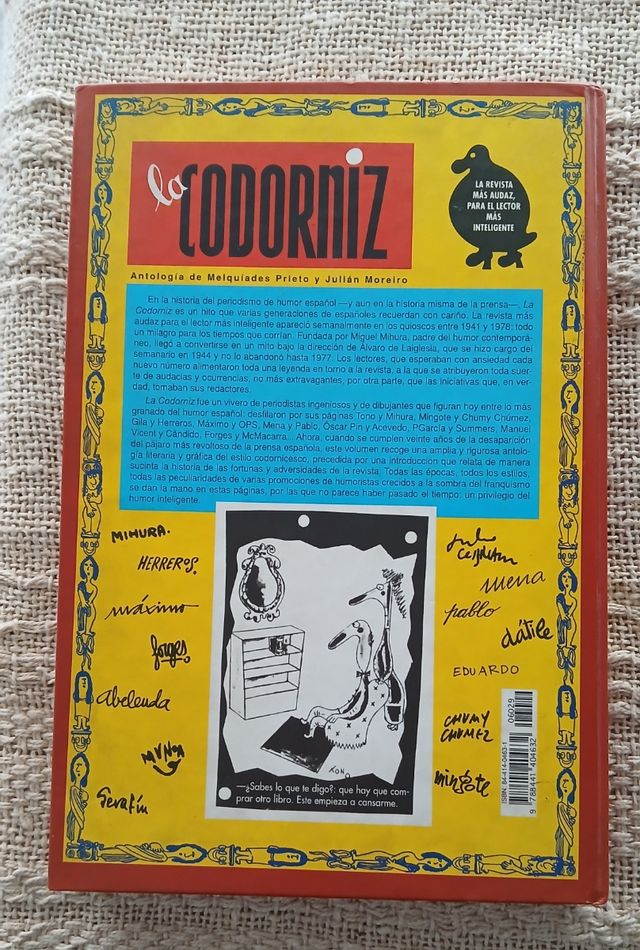 la CODORNIZ
LA REVISTA
MÁS AUDAZ,
PARA EL LECTOR
MÁS
INTELIGENTE
Antología de Melquíades Prieto y Julián Moreiro
En la historia del periodismo de humor español —y aun en la historia misma de la prensa—, La
Codorniz es un hito que varias generaciones de españoles recuerdan con cariño. La revista más
audaz para el lector más inteligente apareció semanalmente en los quioscos entre 1941 y 1978: todo
un milagro para los tiempos que corrían. Fundada por Miguel Mihura, padre del humor contemporá-
neo, llegó a convertirse en un mito bajo la dirección de Álvaro de Laiglesia, que se hizo cargo del
semanario en 1944 y no lo abandonó hasta 1977. Los lectores, que esperaban con ansiedad cada
nuevo número alimentaron toda una leyenda en torno a la revista, a la que se atribuyeron toda suer-
te de audacias y ocurrencias, no más extravagantes, por otra parte, que las iniciativas que, en ver-
dad, tomaban sus redactores.
La Codorniz fue un vivero de periodistas ingeniosos y de dibujantes que figuran hoy entre lo más
granado del humor español: desfilaron por sus páginas Tono y Mihura, Mingote y Chumy Chúmez,
Gila y Herreros, Máximo y OPS, Mena y Pablo, Óscar Pin y Acevedo, PGarcía y Summers, Manuel
Vicent y Cándido, Forges y McMacarra... Ahora, cuando se cumplen veinte años de la desaparición
del pájaro más revoltoso de la prensa española, este volumen recoge una amplia y rigurosa antolo-
gía literaria y gráfica del estilo codornicesco, precedida por una introducción que relata de manera
sucinta la historia de las fortunas y adversidades de la revista. Todas las épocas, todos los estilos,
todas las peculiaridades de varias promociones de humoristas crecidos a la sombra del franquismo
se dan la mano en estas páginas, por las que no parece haber pasado el tiempo: un privilegio del
humor inteligente.
MIHURA.
HERREROS.
máximo
forges
abelenda
MUNOA
Serafín
mena
pablo
dátile
EDUARDO
CHUMY
CHUMEZ
mingote
TONO
—¿Sabes lo que te digo?: que hay que com-
prar otro libro. Este empieza a cansarme.
ISBN: 84-414-0463-1
06029
9 788441 404632